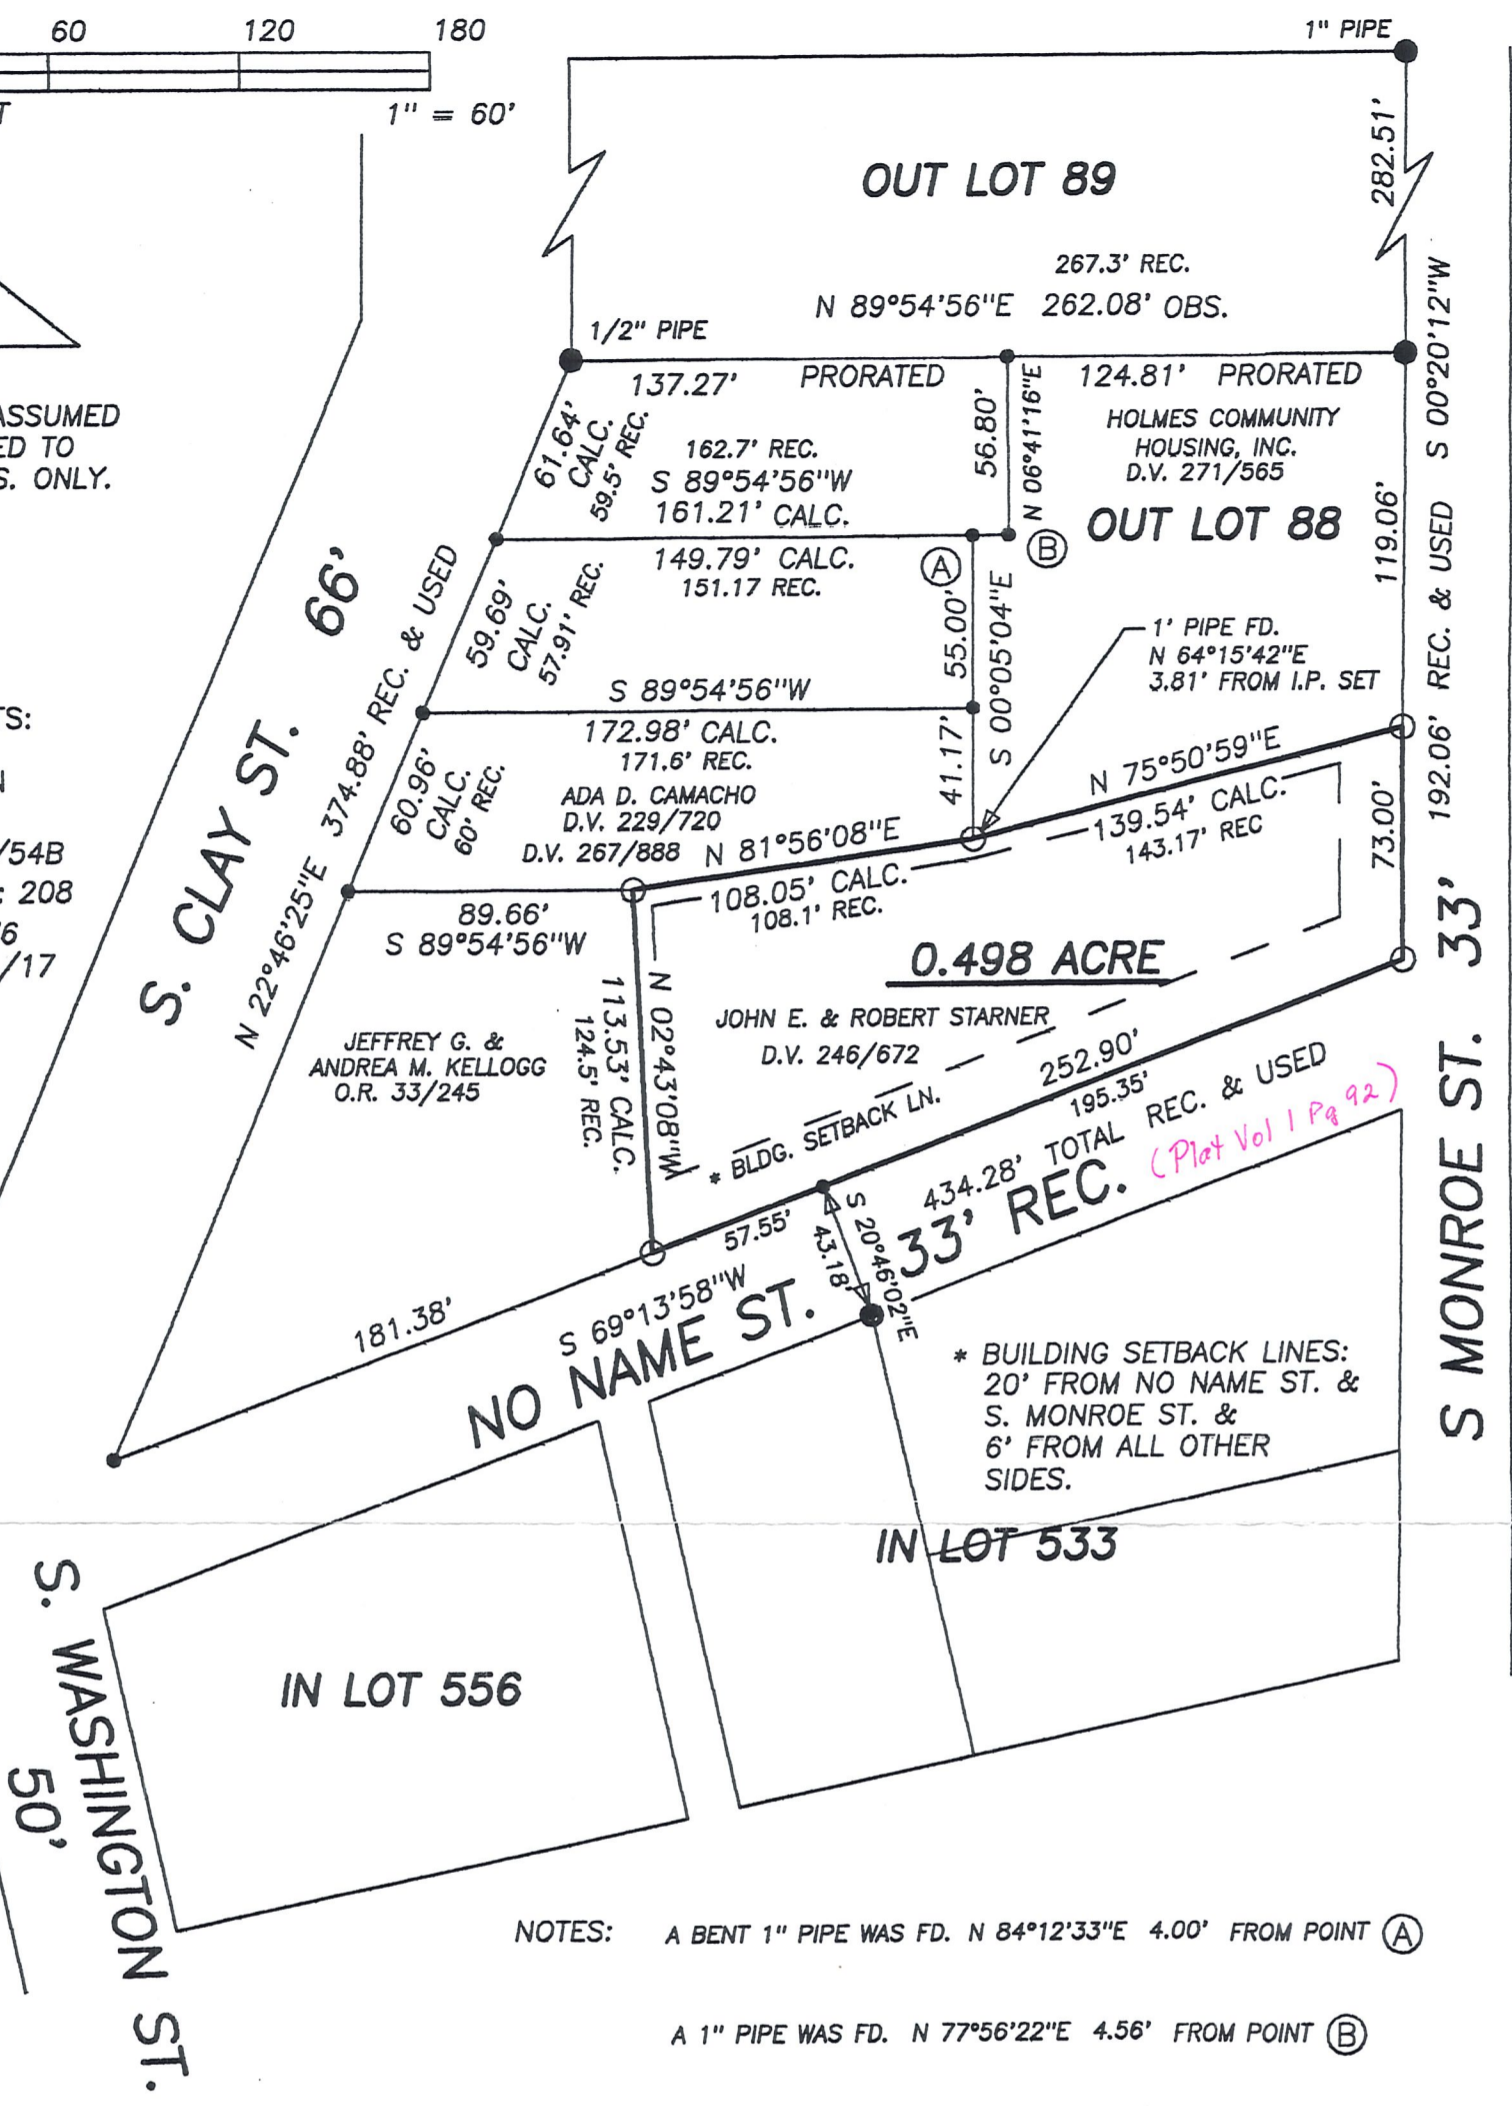 60 120 180
1" = 60'
1" PIPE
282.51'
OUT LOT 89
267.3' REC.
N 89°54'56"E 262.08' OBS.
1/2" PIPE
137.27' PRORATED
124.81' PRORATED
S 00°20'12"W
ASSUMED
ED TO
S. ONLY.
61.64'
CALC.
59.5' REC.
162.7' REC.
S 89°54'56"W
161.21' CALC.
56.80'
N 06°41'16"E
HOLMES COMMUNITY
HOUSING, INC.
D.V. 271/565
OUT LOT 88
119.06'
192.06' REC. & USED
149.79' CALC.
151.17 REC.
A
B
59.69'
CALC.
57.91' REC.
55.00'
S 00°05'04"E
1' PIPE FD.
N 64°15'42"E
3.81' FROM I.P. SET
S 89°54'56"W
172.98' CALC.
171.6' REC.
41.17'
60.96'
CALC.
60' REC.
ADA D. CAMACHO
D.V. 229/720
D.V. 267/888
N 81°56'08"E
N 75°50'59"E
139.54' CALC.
143.17' REC
73.00'
S. CLAY ST. 66'
N 22°46'25"E 374.88' REC. & USED
TS:
/54B
: 208
6
/17
89.66'
S 89°54'56"W
108.05' CALC.
108.1' REC.
0.498 ACRE
JOHN E. & ROBERT STARNER
D.V. 246/672
JEFFREY G. &
ANDREA M. KELLOGG
O.R. 33/245
N 02°43'08"W
113.53' CALC.
124.5' REC.
* BLDG. SETBACK LN.
252.90'
195.35'
434.28' TOTAL REC. & USED
33' REC.
(Plat Vol 1 Pg 92)
57.55'
S 20°46'02"E
43.18'
181.38'
S 69°13'58"W
NO NAME ST.
S MONROE ST. 33'
* BUILDING SETBACK LINES:
20' FROM NO NAME ST. &
S. MONROE ST. &
6' FROM ALL OTHER
SIDES.
IN LOT 533
IN LOT 556
S. WASHINGTON ST.
50'
NOTES: A BENT 1" PIPE WAS FD. N 84°12'33"E 4.00' FROM POINT A
A 1" PIPE WAS FD. N 77°56'22"E 4.56' FROM POINT B